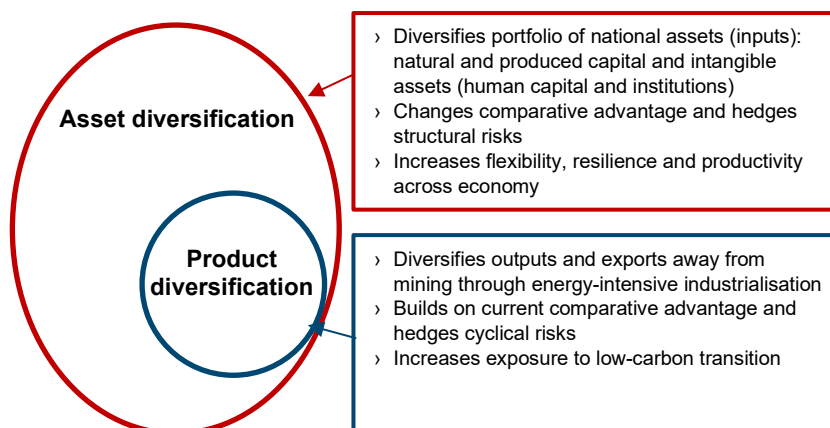 Asset diversification
› Diversifies portfolio of national assets (inputs):
natural and produced capital and intangible
assets (human capital and institutions)
› Changes comparative advantage and hedges
structural risks
› Increases flexibility, resilience and productivity
across economy
Product
diversification
› Diversifies outputs and exports away from
mining through energy-intensive industrialisation
› Builds on current comparative advantage and
hedges cyclical risks
› Increases exposure to low-carbon transition